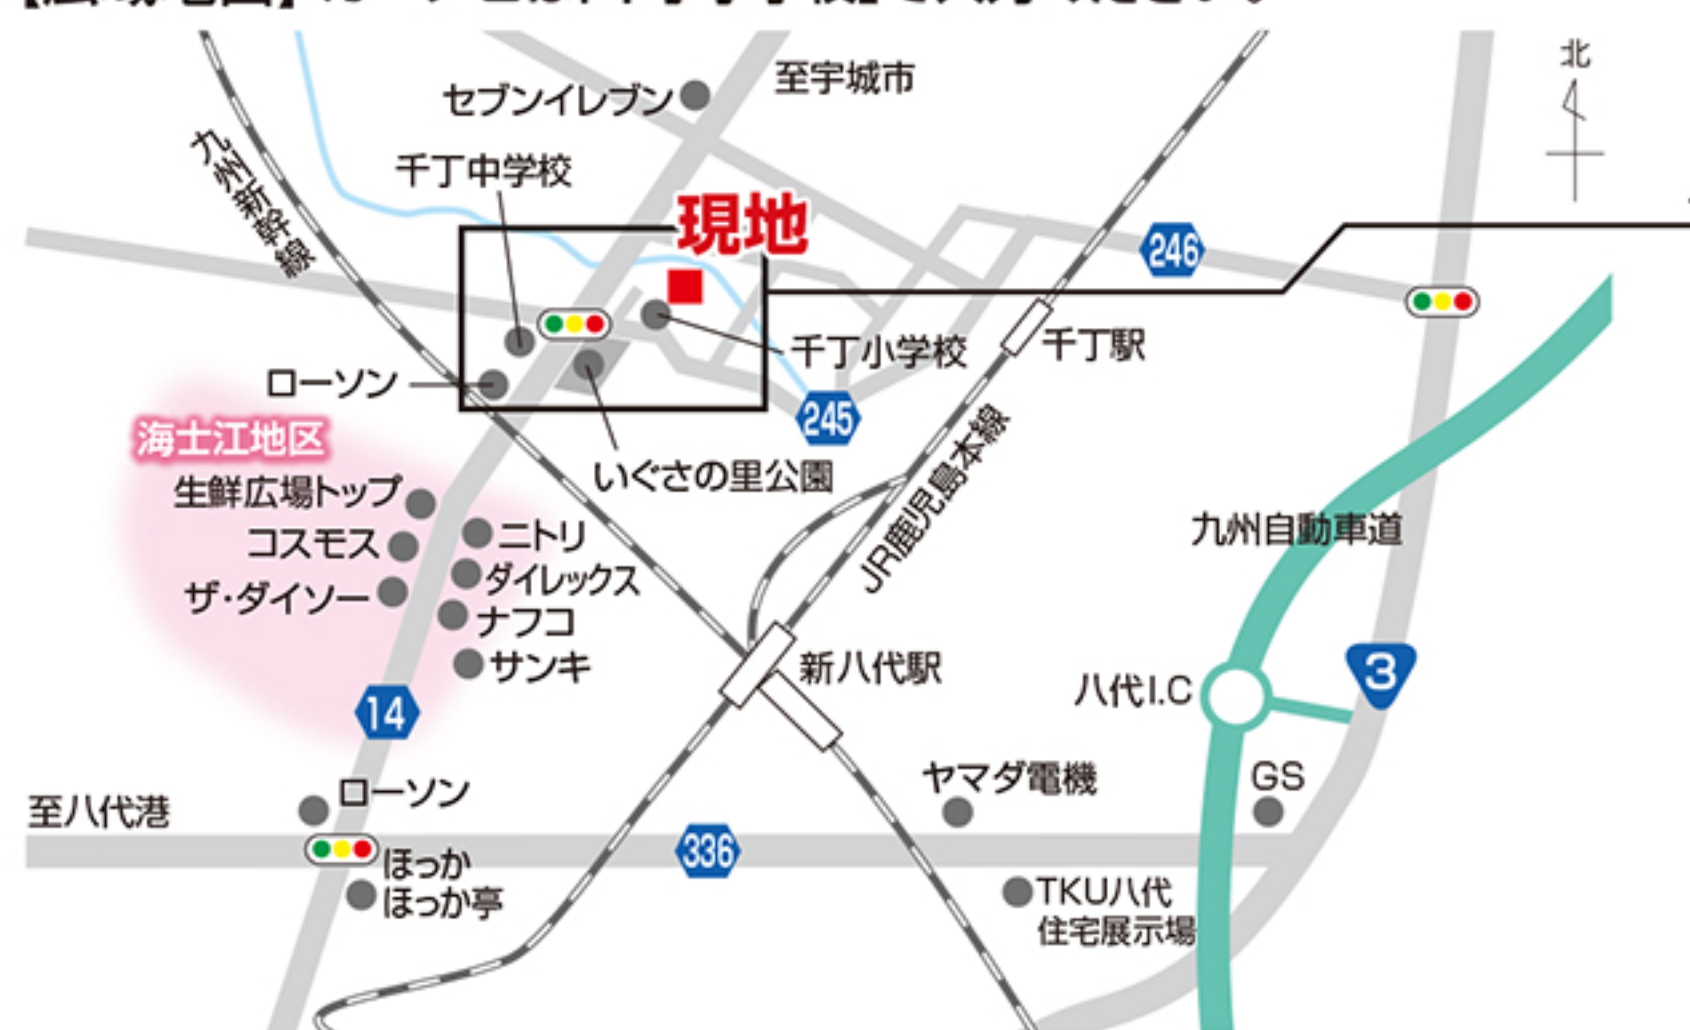 至宇城市
北
セブンイレブン
千丁中学校
九州新幹線
現地
246
千丁小学校
千丁駅
ローソン
245
海士江地区
いぐさの里公園
JR鹿児島本線
生鮮広場トップ
ニトリ
コスモス
九州自動車道
ダイレックス
ザ・ダイソー
ナフコ
サンキ
新八代駅
八代I.C
3
14
ヤマダ電機
GS
ローソン
至八代港
336
ほっか
ほっか亭
TKU八代
住宅展示場